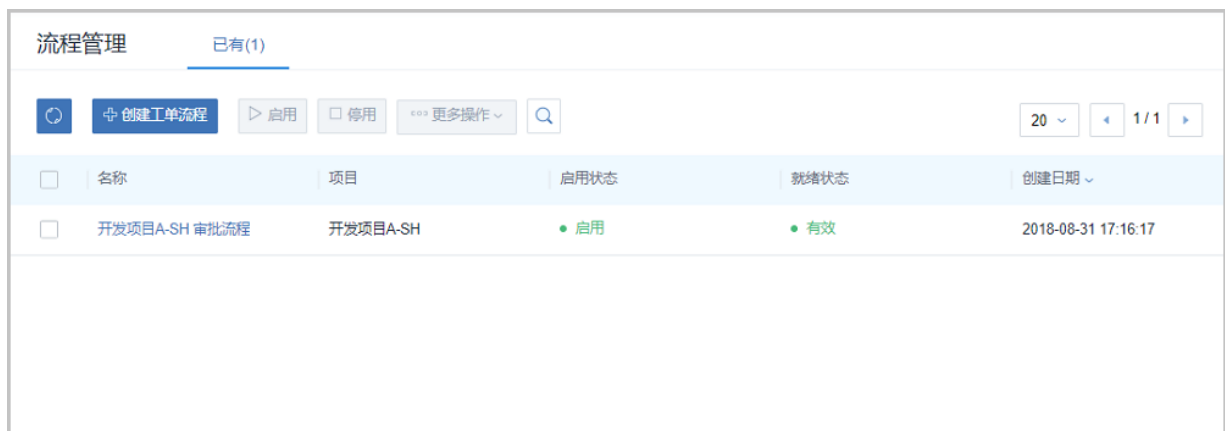 流程管理 已有(1)
创建工单流程 启用 停用 更多操作 20 1 / 1
名称 项目 启用状态 就绪状态 创建日期
开发项目A-SH 审批流程 开发项目A-SH 启用 有效 2018-08-31 17:16:17